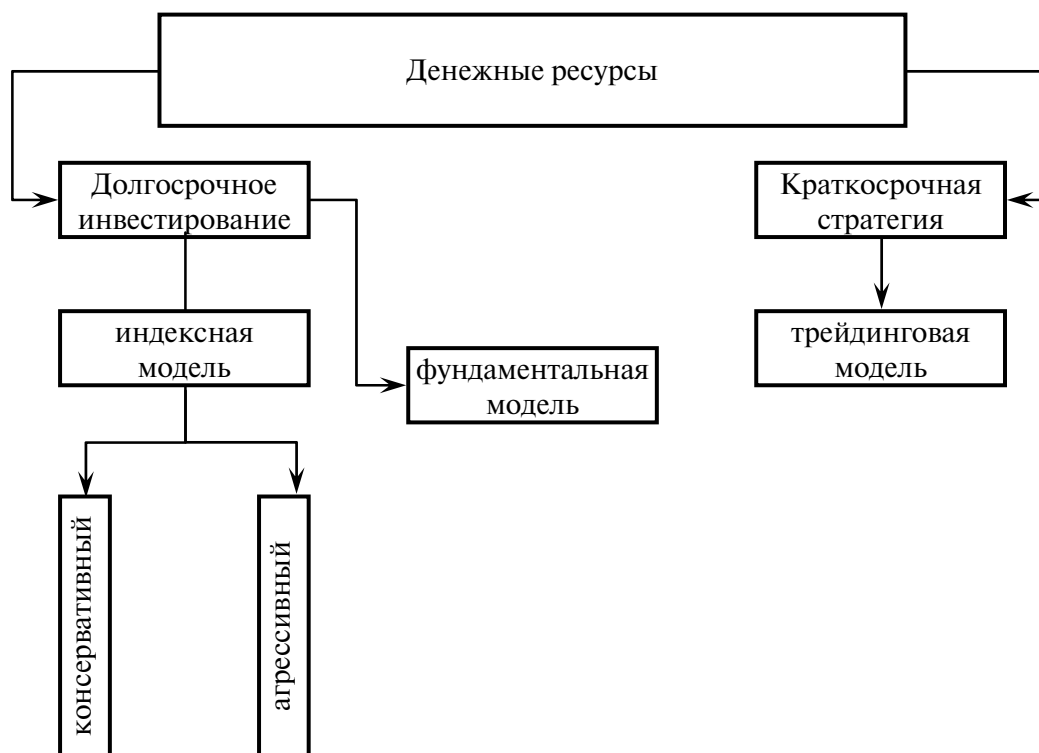 Денежные ресурсы
Долгосрочное
инвестирование
Краткосрочная
стратегия
индексная
модель
фундаментальная
модель
трейдинговая
модель
консервативный
агрессивный